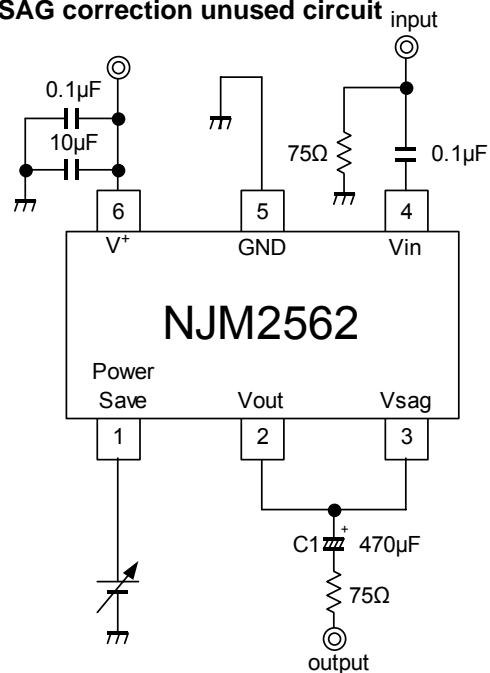 SAG correction unused circuit
input
0.1µF
10µF
75Ω
0.1µF
6
5
4
V+
GND
Vin
NJM2562
Power
Save
Vout
Vsag
1
2
3
+
C1
470µF
75Ω
output